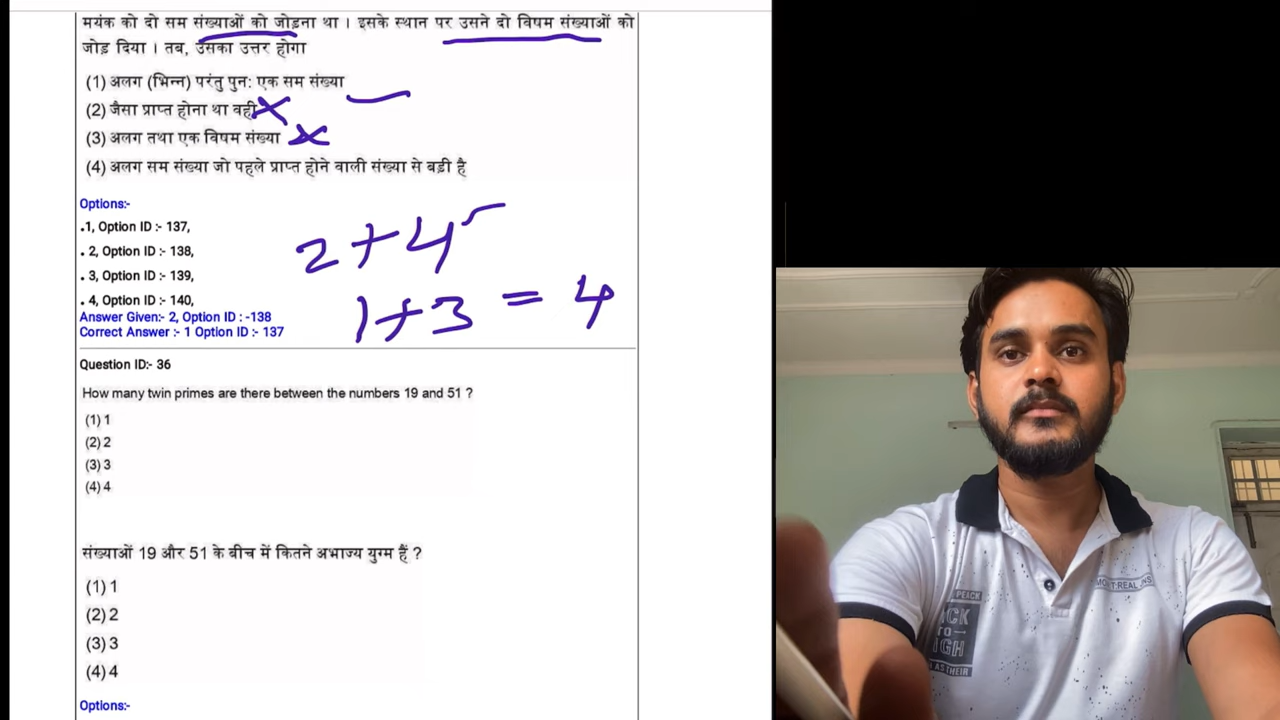 मयंक को दो सम संख्याओं को जोड़ना था । इसके स्थान पर उसने दो विषम संख्याओं को
जोड़ दिया । तब, उसका उत्तर होगा
(1) अलग (भिन्न) परंतु पुन: एक सम संख्या
(2) जैसा प्राप्त होना था वही
(3) अलग तथा एक विषम संख्या
(4) अलग सम संख्या जो पहले प्राप्त होने वाली संख्या से बड़ी है
Options:-
.1, Option ID :- 137,
. 2, Option ID :- 138,
. 3, Option ID :- 139,
. 4, Option ID :- 140,
Answer Given:- 2, Option ID : -138
Correct Answer :- 1 Option ID :- 137
2 + 4
1 + 3 = 4
Question ID:- 36
How many twin primes are there between the numbers 19 and 51 ?
(1) 1
(2) 2
(3) 3
(4) 4
संख्याओं 19 और 51 के बीच में कितने अभाज्य युग्म हैं ?
(1) 1
(2) 2
(3) 3
(4) 4
Options:-
PEACK
TO
AS THEIR